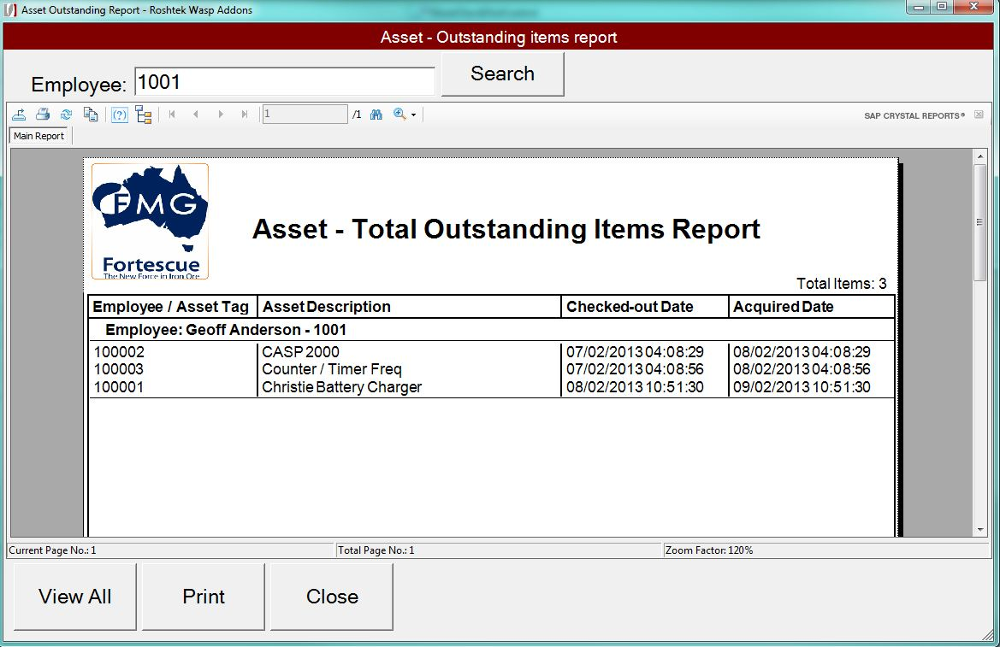 Asset Outstanding Report - Roshtek Wasp Addons
Asset - Outstanding items report
Employee: 1001 Search
1 /1 SAP CRYSTAL REPORTS®
Main Report
FMG
Fortescue
The New Force in Iron Ore
Asset - Total Outstanding Items Report
Total Items: 3
Employee / Asset Tag Asset Description Checked-out Date Acquired Date
Employee: Geoff Anderson - 1001
100002 CASP 2000 07/02/2013 04:08:29 08/02/2013 04:08:29
100003 Counter / Timer Freq 07/02/2013 04:08:56 08/02/2013 04:08:56
100001 Christie Battery Charger 08/02/2013 10:51:30 09/02/2013 10:51:30
Current Page No.: 1 Total Page No.: 1 Zoom Factor: 120%
View All Print Close